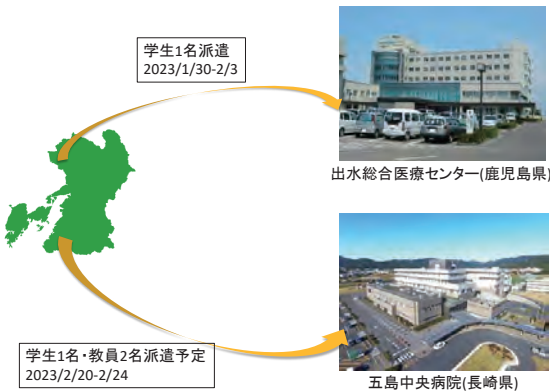 学生1名派遣
2023/1/30-2/3
出水総合医療センター(鹿児島県)
学生1名・教員2名派遣予定
2023/2/20-2/24
五島中央病院(長崎県)